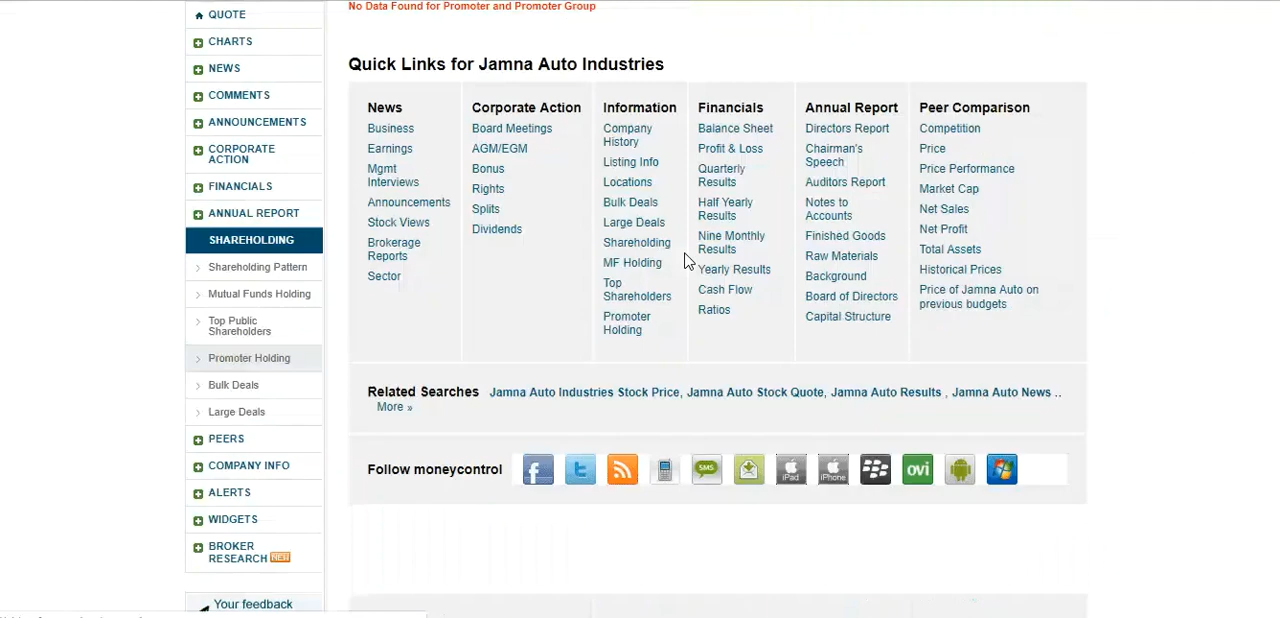 No Data Found for Promoter and Promoter Group
QUOTE
CHARTS
NEWS
COMMENTS
ANNOUNCEMENTS
CORPORATE
ACTION
FINANCIALS
ANNUAL REPORT
SHAREHOLDING
Shareholding Pattern
Mutual Funds Holding
Top Public
Shareholders
Promoter Holding
Bulk Deals
Large Deals
PEERS
COMPANY INFO
ALERTS
WIDGETS
BROKER
RESEARCH
Your feedback
Quick Links for Jamna Auto Industries
News
Business
Earnings
Mgmt
Interviews
Announcements
Stock Views
Brokerage
Reports
Sector
Corporate Action
Board Meetings
AGM/EGM
Bonus
Rights
Splits
Dividends
Information
Company
History
Listing Info
Locations
Bulk Deals
Large Deals
Shareholding
MF Holding
Top
Shareholders
Promoter
Holding
Financials
Balance Sheet
Profit & Loss
Quarterly
Results
Half Yearly
Results
Nine Monthly
Results
Yearly Results
Cash Flow
Ratios
Annual Report
Directors Report
Chairman's
Speech
Auditors Report
Notes to
Accounts
Finished Goods
Raw Materials
Background
Board of Directors
Capital Structure
Peer Comparison
Competition
Price
Price Performance
Market Cap
Net Sales
Net Profit
Total Assets
Historical Prices
Price of Jamna Auto on
previous budgets
Related Searches Jamna Auto Industries Stock Price, Jamna Auto Stock Quote, Jamna Auto Results , Jamna Auto News ..
More »
Follow moneycontrol
SMS
iPad
iPhone
ovi